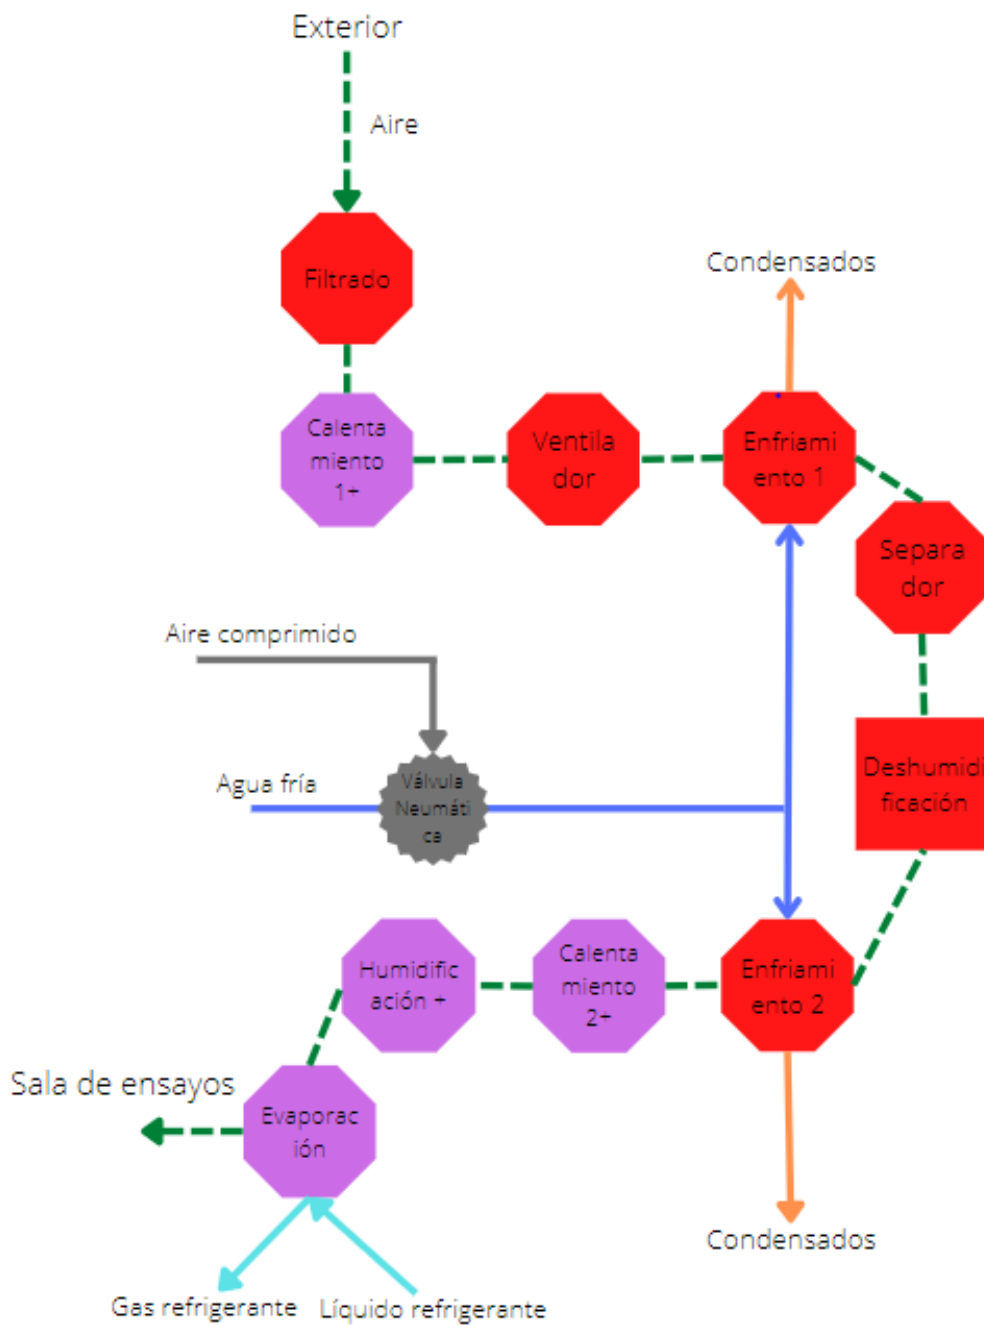 Exterior
Aire
Filtrado
Condensados
Calenta
miento
1+
Ventila
dor
Enfriami
ento 1
Separa
dor
Aire comprimido
Agua fría
Válvula
Neumáti
ca
Deshumidi
ficación
Humidific
ación +
Calenta
miento
2+
Enfriami
ento 2
Sala de ensayos
Evaporac
ión
Condensados
Gas refrigerante
Líquido refrigerante